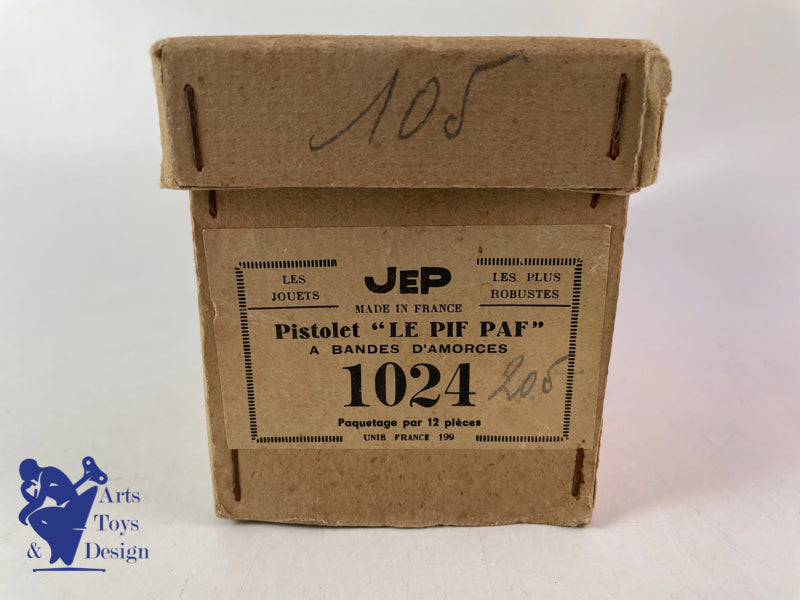 105
LES JOUETS
JEP
LES PLUS ROBUSTES
MADE IN FRANCE
Pistolet "LE PIF PAF"
A BANDES D'AMORCES
1024 205
Paquetage par 12 pièces
UNIS FRANCE 199
Arts
Toys
& Design